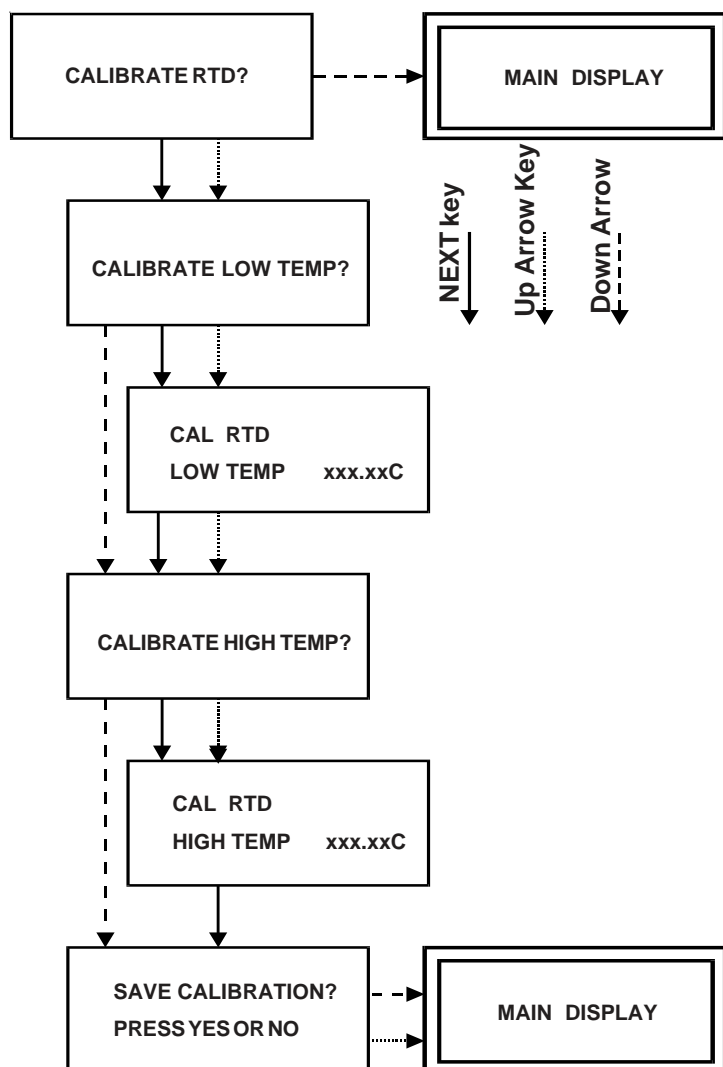 CALIBRATE RTD?
MAIN DISPLAY
NEXT key
Up Arrow Key
Down Arrow
CALIBRATE LOW TEMP?
CAL RTD
LOW TEMP xxx.xxC
CALIBRATE HIGH TEMP?
CAL RTD
HIGH TEMP xxx.xxC
SAVE CALIBRATION?
PRESS YES OR NO
MAIN DISPLAY